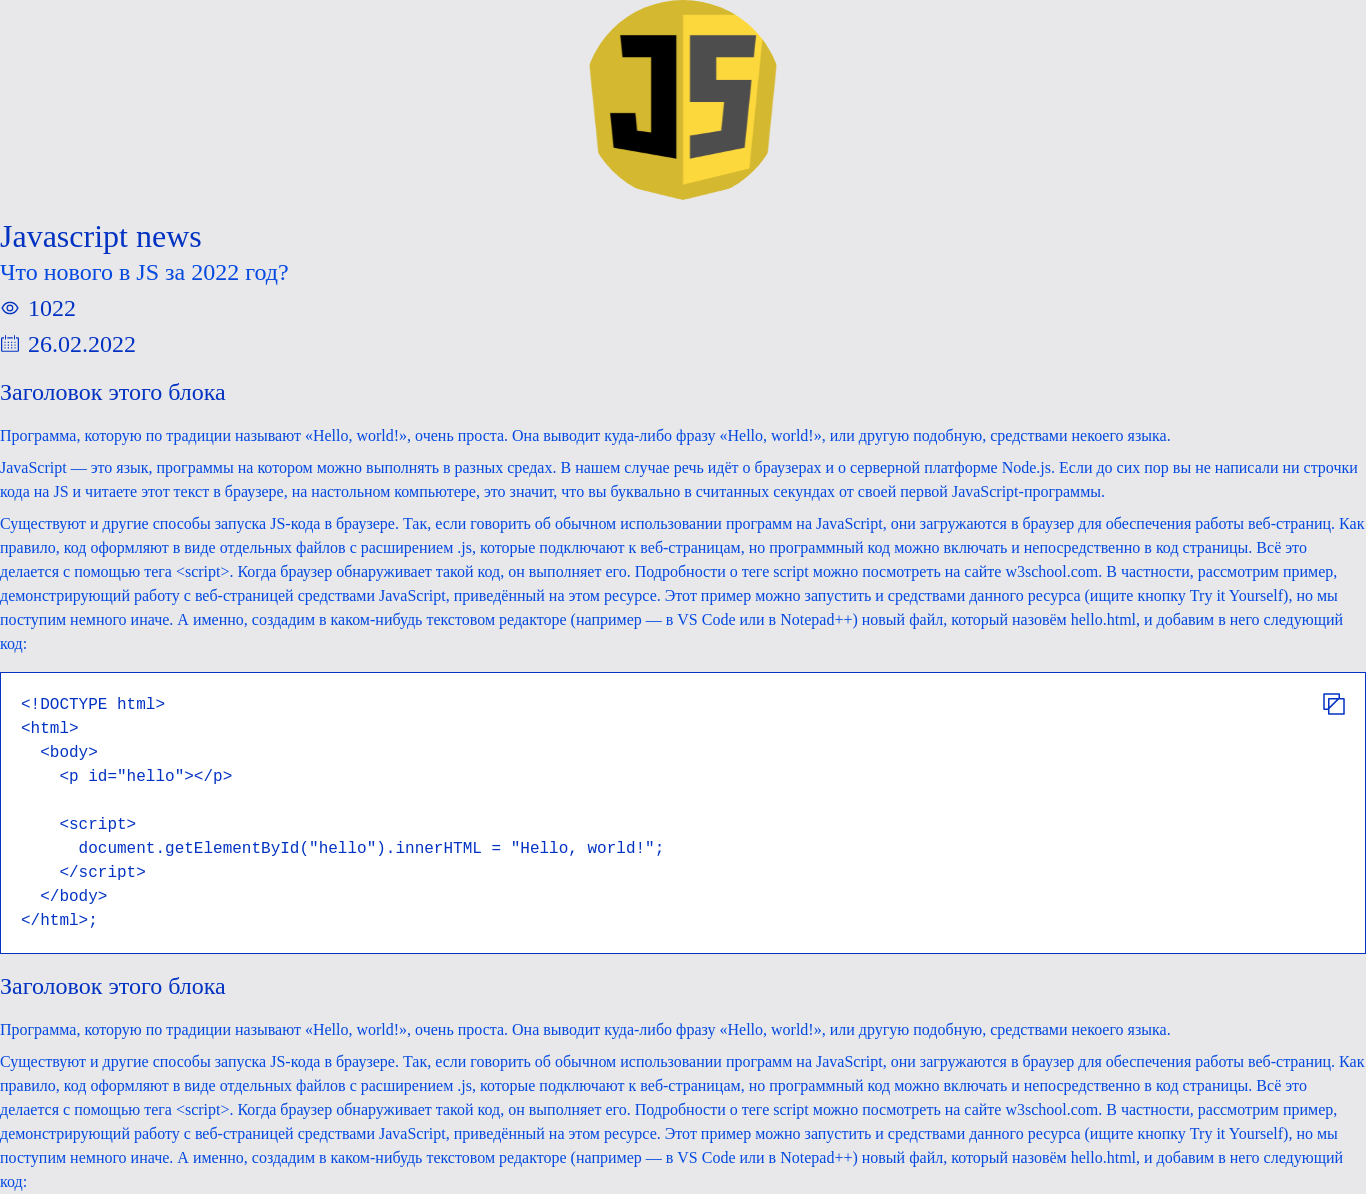 JS
Javascript news
Что нового в JS за 2022 год?
1022
26.02.2022
Заголовок этого блока
Программа, которую по традиции называют «Hello, world!», очень проста. Она выводит куда-либо фразу «Hello, world!», или другую подобную, средствами некоего языка.
JavaScript — это язык, программы на котором можно выполнять в разных средах. В нашем случае речь идёт о браузерах и о серверной платформе Node.js. Если до сих пор вы не написали ни строчки
кода на JS и читаете этот текст в браузере, на настольном компьютере, это значит, что вы буквально в считанных секундах от своей первой JavaScript-программы.
Существуют и другие способы запуска JS-кода в браузере. Так, если говорить об обычном использовании программ на JavaScript, они загружаются в браузер для обеспечения работы веб-страниц. Как
правило, код оформляют в виде отдельных файлов с расширением .js, которые подключают к веб-страницам, но программный код можно включать и непосредственно в код страницы. Всё это
делается с помощью тега <script>. Когда браузер обнаруживает такой код, он выполняет его. Подробности о теге script можно посмотреть на сайте w3school.com. В частности, рассмотрим пример,
демонстрирующий работу с веб-страницей средствами JavaScript, приведённый на этом ресурсе. Этот пример можно запустить и средствами данного ресурса (ищите кнопку Try it Yourself), но мы
поступим немного иначе. А именно, создадим в каком-нибудь текстовом редакторе (например — в VS Code или в Notepad++) новый файл, который назовём hello.html, и добавим в него следующий
код:
<!DOCTYPE html>
<html>
  <body>
    <p id="hello"></p>

    <script>
      document.getElementById("hello").innerHTML = "Hello, world!";
    </script>
  </body>
</html>;
Заголовок этого блока
Программа, которую по традиции называют «Hello, world!», очень проста. Она выводит куда-либо фразу «Hello, world!», или другую подобную, средствами некоего языка.
Существуют и другие способы запуска JS-кода в браузере. Так, если говорить об обычном использовании программ на JavaScript, они загружаются в браузер для обеспечения работы веб-страниц. Как
правило, код оформляют в виде отдельных файлов с расширением .js, которые подключают к веб-страницам, но программный код можно включать и непосредственно в код страницы. Всё это
делается с помощью тега <script>. Когда браузер обнаруживает такой код, он выполняет его. Подробности о теге script можно посмотреть на сайте w3school.com. В частности, рассмотрим пример,
демонстрирующий работу с веб-страницей средствами JavaScript, приведённый на этом ресурсе. Этот пример можно запустить и средствами данного ресурса (ищите кнопку Try it Yourself), но мы
поступим немного иначе. А именно, создадим в каком-нибудь текстовом редакторе (например — в VS Code или в Notepad++) новый файл, который назовём hello.html, и добавим в него следующий
код: